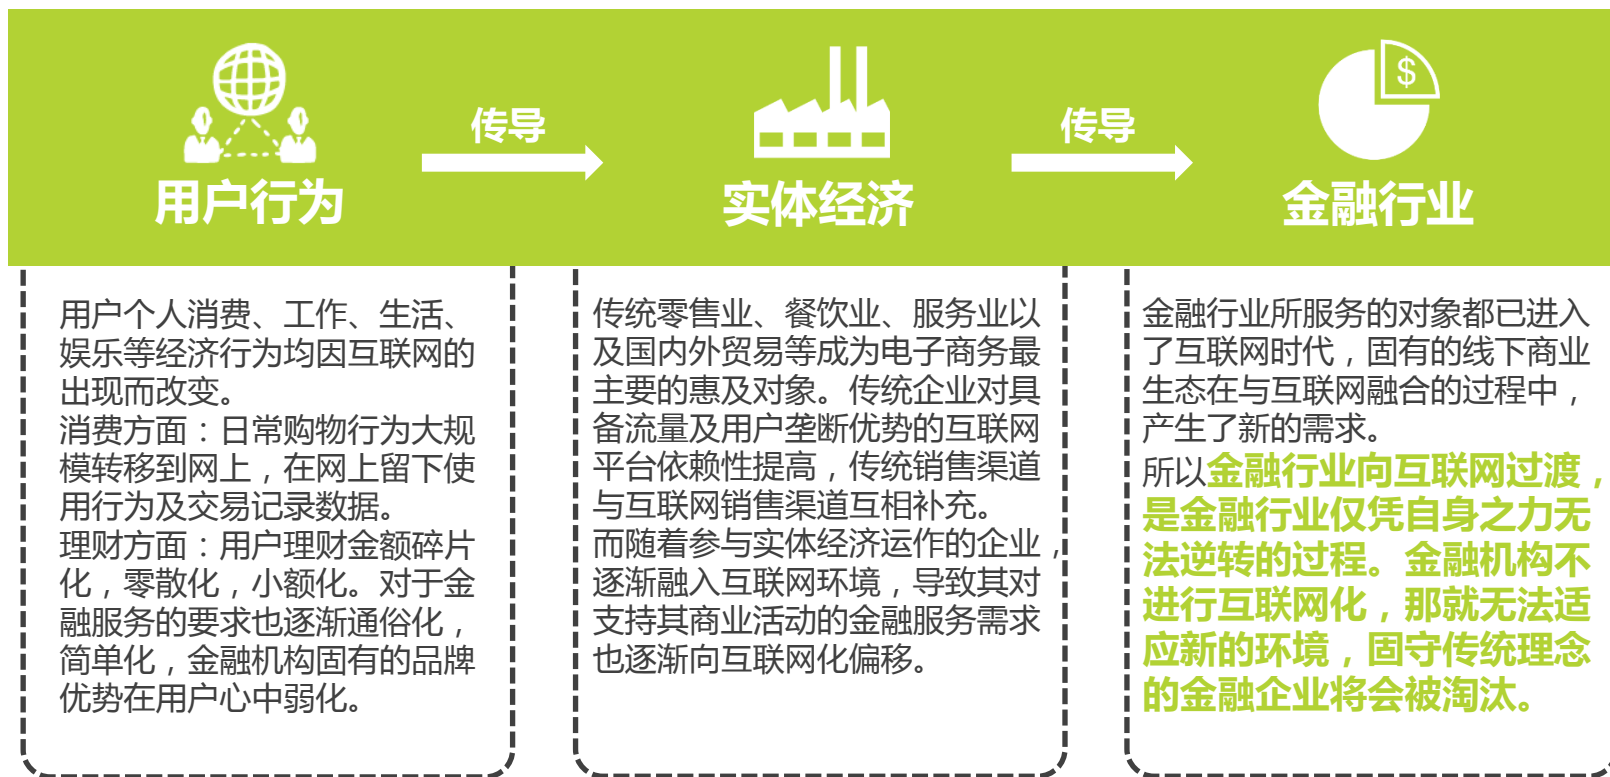 传导
传导
用户行为
实体经济
金融行业
用户个人消费、工作、生活、
娱乐等经济行为均因互联网的
出现而改变。
消费方面：日常购物行为大规
模转移到网上，在网上留下使
用行为及交易记录数据。
理财方面：用户理财金额碎片
化，零散化，小额化。对于金
融服务的要求也逐渐通俗化，
简单化，金融机构固有的品牌
优势在用户心中弱化。
传统零售业、餐饮业、服务业以
及国内外贸易等成为电子商务最
主要的惠及对象。传统企业对具
备流量及用户垄断优势的互联网
平台依赖性提高，传统销售渠道
与互联网销售渠道互相补充。
而随着参与实体经济运作的企业，
逐渐融入互联网环境，导致其对
支持其商业活动的金融服务需求
也逐渐向互联网化偏移。
金融行业所服务的对象都已进入
了互联网时代，固有的线下商业
生态在与互联网融合的过程中，
产生了新的需求。
所以金融行业向互联网过渡，
是金融行业仅凭自身之力无
法逆转的过程。金融机构不
进行互联网化，那就无法适
应新的环境，固守传统理念
的金融企业将会被淘汰。
$